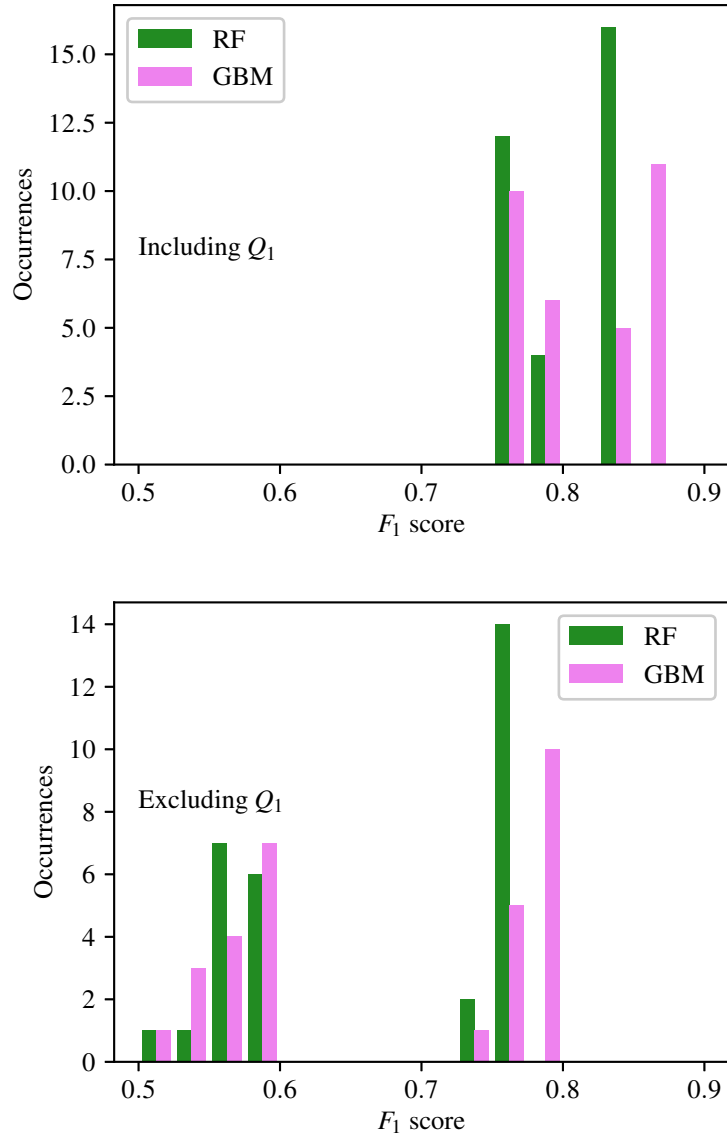 RF
GBM
15.0
12.5
10.0
7.5
5.0
2.5
0.0
Occurrences
Including Q₁
0.5 0.6 0.7 0.8 0.9
F₁ score
RF
GBM
14
12
10
8
6
4
2
0
Occurrences
Excluding Q₁
0.5 0.6 0.7 0.8 0.9
F₁ score